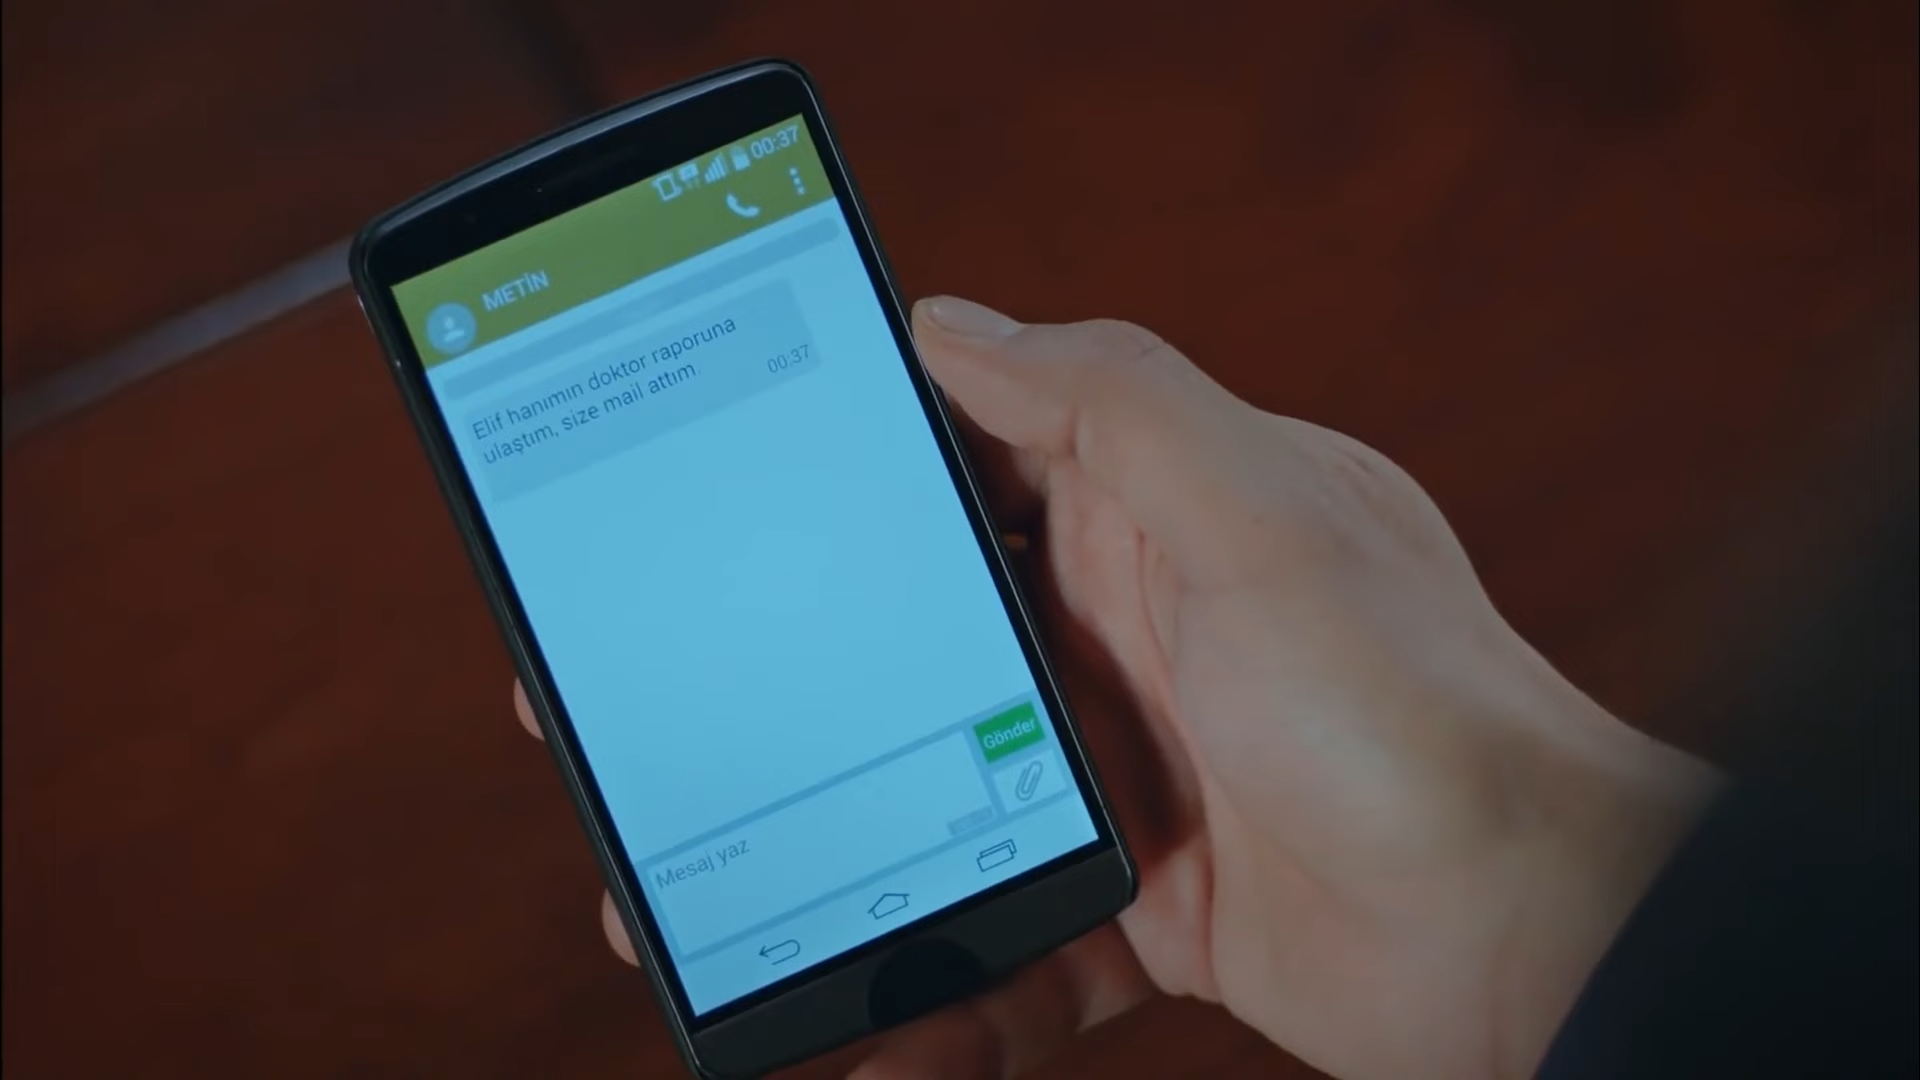 00:37
METİN
Elif hanımın doktor raporuna
ulaştım, size mail attım.
00:37
Gönder
Mesaj yaz